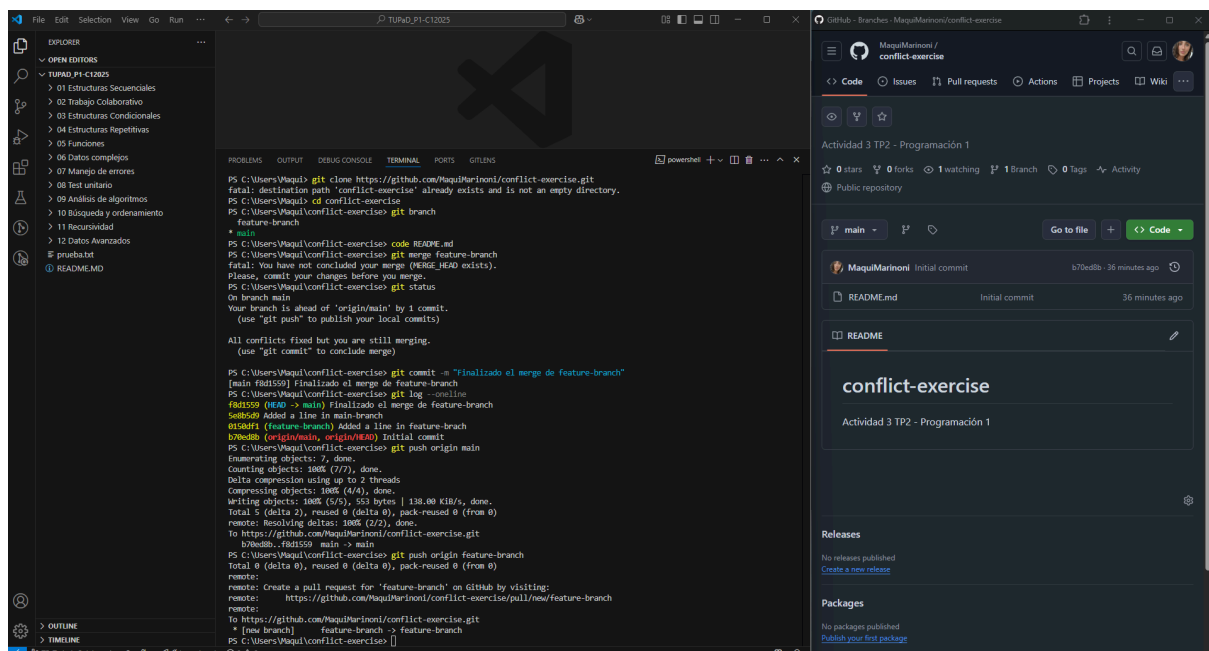 File Edit Selection View Go Run ...
TUPaD_P1-C12025
EXPLORER
OPEN EDITORS
TUPAD_P1-C12025
01 Estructuras Secuenciales
02 Trabajo Colaborativo
03 Estructuras Condicionales
04 Estructuras Repetitivas
05 Funciones
06 Datos complejos
07 Manejo de errores
08 Test unitario
09 Análisis de algoritmos
10 Búsqueda y ordenamiento
11 Recursividad
12 Datos Avanzados
prueba.txt
README.MD
OUTLINE
TIMELINE
PROBLEMS OUTPUT DEBUG CONSOLE TERMINAL PORTS GITLENS
powershell
PS C:\Users\Maqui> git clone https://github.com/MaquiMarinoni/conflict-exercise.git
fatal: destination path 'conflict-exercise' already exists and is not an empty directory.
PS C:\Users\Maqui> cd conflict-exercise
PS C:\Users\Maqui\conflict-exercise> git branch
feature-branch
* main
PS C:\Users\Maqui\conflict-exercise> code README.md
PS C:\Users\Maqui\conflict-exercise> git merge feature-branch
fatal: You have not concluded your merge (MERGE_HEAD exists).
Please, commit your changes before you merge.
PS C:\Users\Maqui\conflict-exercise> git status
On branch main
Your branch is ahead of 'origin/main' by 1 commit.
(use "git push" to publish your local commits)
All conflicts fixed but you are still merging.
(use "git commit" to conclude merge)
PS C:\Users\Maqui\conflict-exercise> git commit -m "Finalizado el merge de feature-branch"
[main f8d1559] Finalizado el merge de feature-branch
PS C:\Users\Maqui\conflict-exercise> git log --oneline
f8d1559 (HEAD -> main) Finalizado el merge de feature-branch
5e8b5d9 Added a line in main-branch
0150df1 (feature-branch) Added a line in feature-brach
b70ed8b (origin/main, origin/HEAD) Initial commit
PS C:\Users\Maqui\conflict-exercise> git push origin main
Enumerating objects: 7, done.
Counting objects: 100% (7/7), done.
Delta compression using up to 2 threads
Compressing objects: 100% (4/4), done.
Writing objects: 100% (5/5), 553 bytes | 138.00 KiB/s, done.
Total 5 (delta 2), reused 0 (delta 0), pack-reused 0 (from 0)
remote: Resolving deltas: 100% (2/2), done.
To https://github.com/MaquiMarinoni/conflict-exercise.git
b70ed8b..f8d1559 main -> main
PS C:\Users\Maqui\conflict-exercise> git push origin feature-branch
Total 0 (delta 0), reused 0 (delta 0), pack-reused 0 (from 0)
remote:
remote: Create a pull request for 'feature-branch' on GitHub by visiting:
remote: https://github.com/MaquiMarinoni/conflict-exercise/pull/new/feature-branch
remote:
To https://github.com/MaquiMarinoni/conflict-exercise.git
* [new branch] feature-branch -> feature-branch
PS C:\Users\Maqui\conflict-exercise>
GitHub - Branches - MaquiMarinoni/conflict-exercise
MaquiMarinoni /
conflict-exercise
Code Issues Pull requests Actions Projects Wiki ...
Actividad 3 TP2 - Programación 1
0 stars 0 forks 1 watching 1 Branch 0 Tags Activity
Public repository
main Go to file + Code
MaquiMarinoni Initial commit b70ed8b · 36 minutes ago
README.md Initial commit 36 minutes ago
README
conflict-exercise
Actividad 3 TP2 - Programación 1
Releases
No releases published
Create a new release
Packages
No packages published
Publish your first package